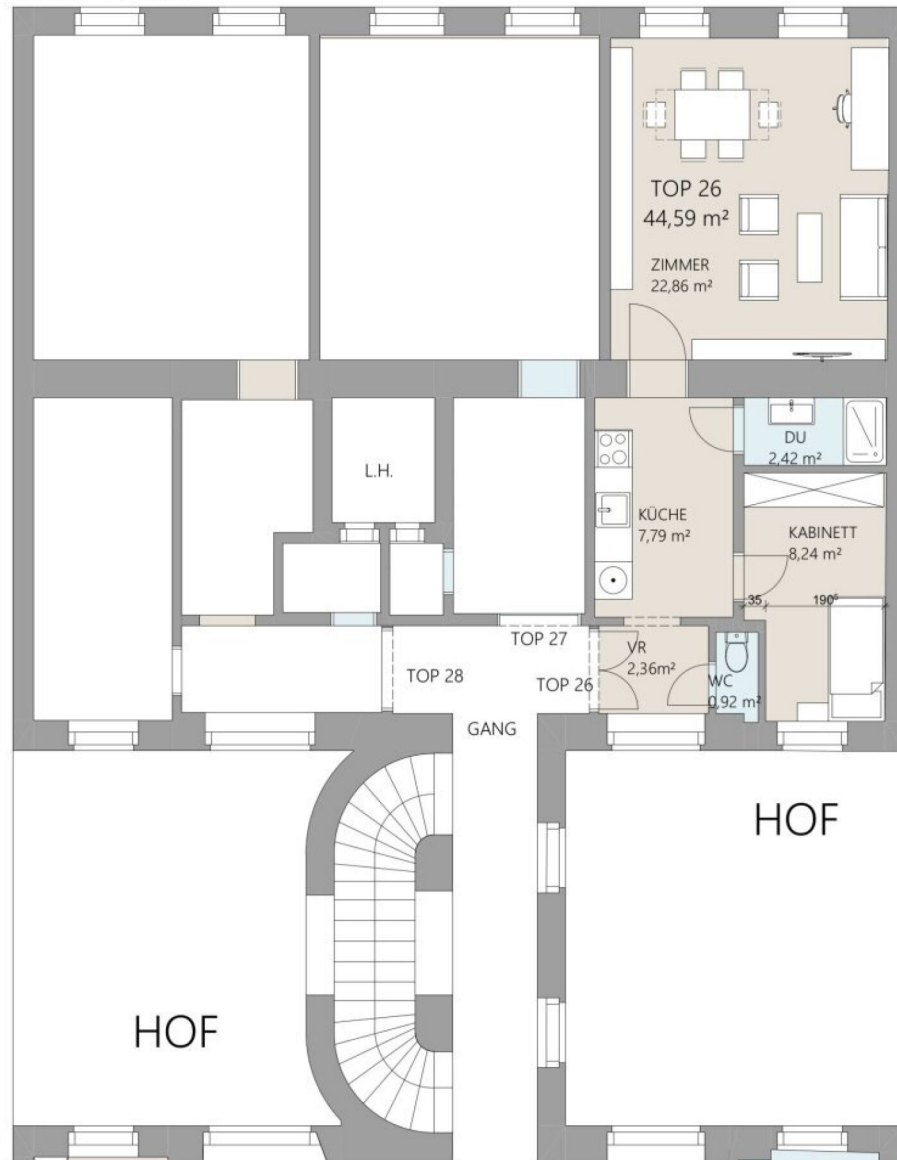 TOP 26
44,59 m²
ZIMMER
22,86 m²
L.H.
DU
2,42 m²
KÜCHE
7,79 m²
KABINETT
8,24 m²
35
190⁵
TOP 27
TOP 28
TOP 26
VR
2,36m²
WC
0,92 m²
GANG
HOF
HOF